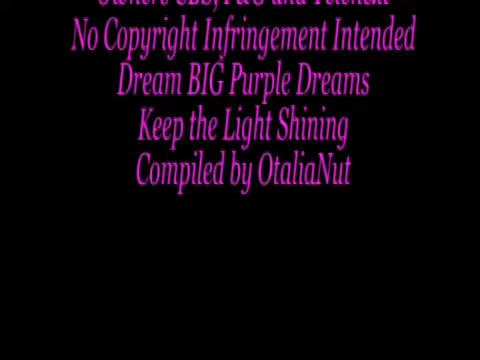 No Copyright Infringement Intended
Dream BIG Purple Dreams
Keep the Light Shining
Compiled by OtaliaNut